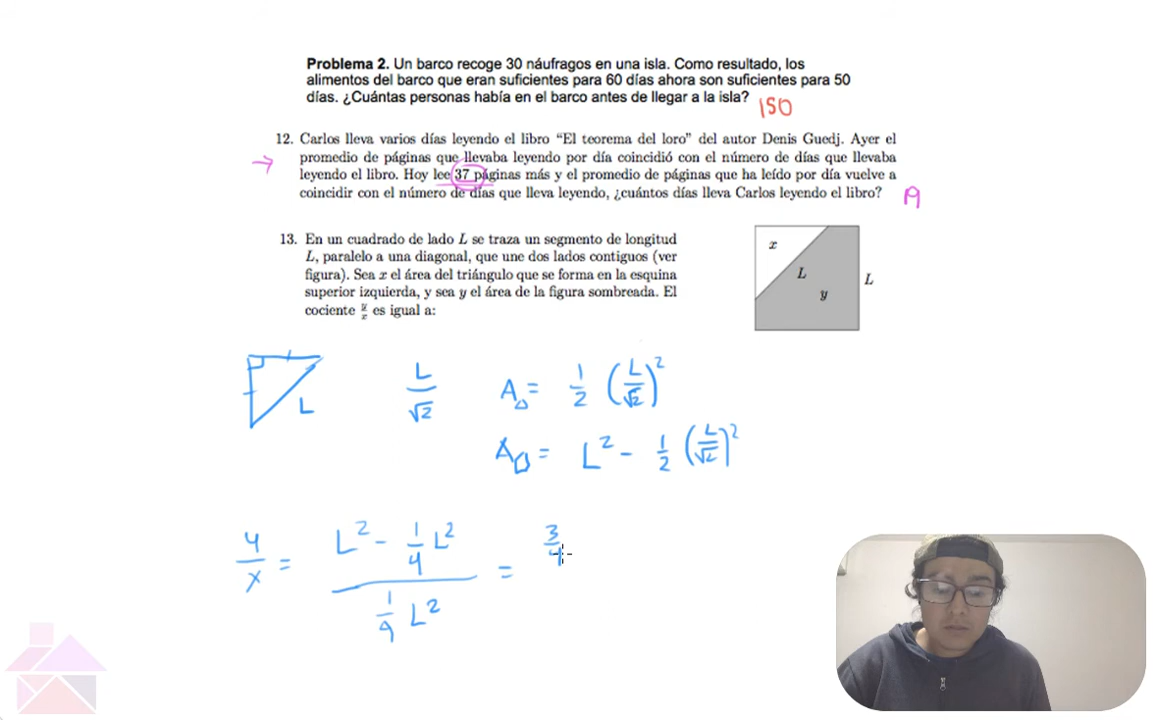 Problema 2. Un barco recoge 30 náufragos en una isla. Como resultado, los
alimentos del barco que eran suficientes para 60 días ahora son suficientes para 50
días. ¿Cuántas personas había en el barco antes de llegar a la isla? 150
12. Carlos lleva varios días leyendo el libro “El teorema del loro” del autor Denis Guedj. Ayer el
→ promedio de páginas que llevaba leyendo por día coincidió con el número de días que llevaba
leyendo el libro. Hoy lee 37 páginas más y el promedio de páginas que ha leído por día vuelve a
coincidir con el número de días que lleva leyendo, ¿cuántos días lleva Carlos leyendo el libro? A
13. En un cuadrado de lado L se traza un segmento de longitud
L, paralelo a una diagonal, que une dos lados contiguos (ver
figura). Sea x el área del triángulo que se forma en la esquina
superior izquierda, y sea y el área de la figura sombreada. El
cociente y/x es igual a:
x
L
y
L
L
L/√2
A△ = 1/2 (L/√2)²
A = L² - 1/2 (L/√2)²
y/x = (L² - 1/4 L²) / (1/4 L²) = 3/4